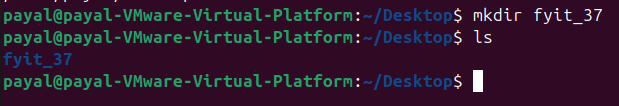 payal@payal-VMware-Virtual-Platform:~/Desktop$ mkdir fyit_37
payal@payal-VMware-Virtual-Platform:~/Desktop$ ls
fyit_37
payal@payal-VMware-Virtual-Platform:~/Desktop$